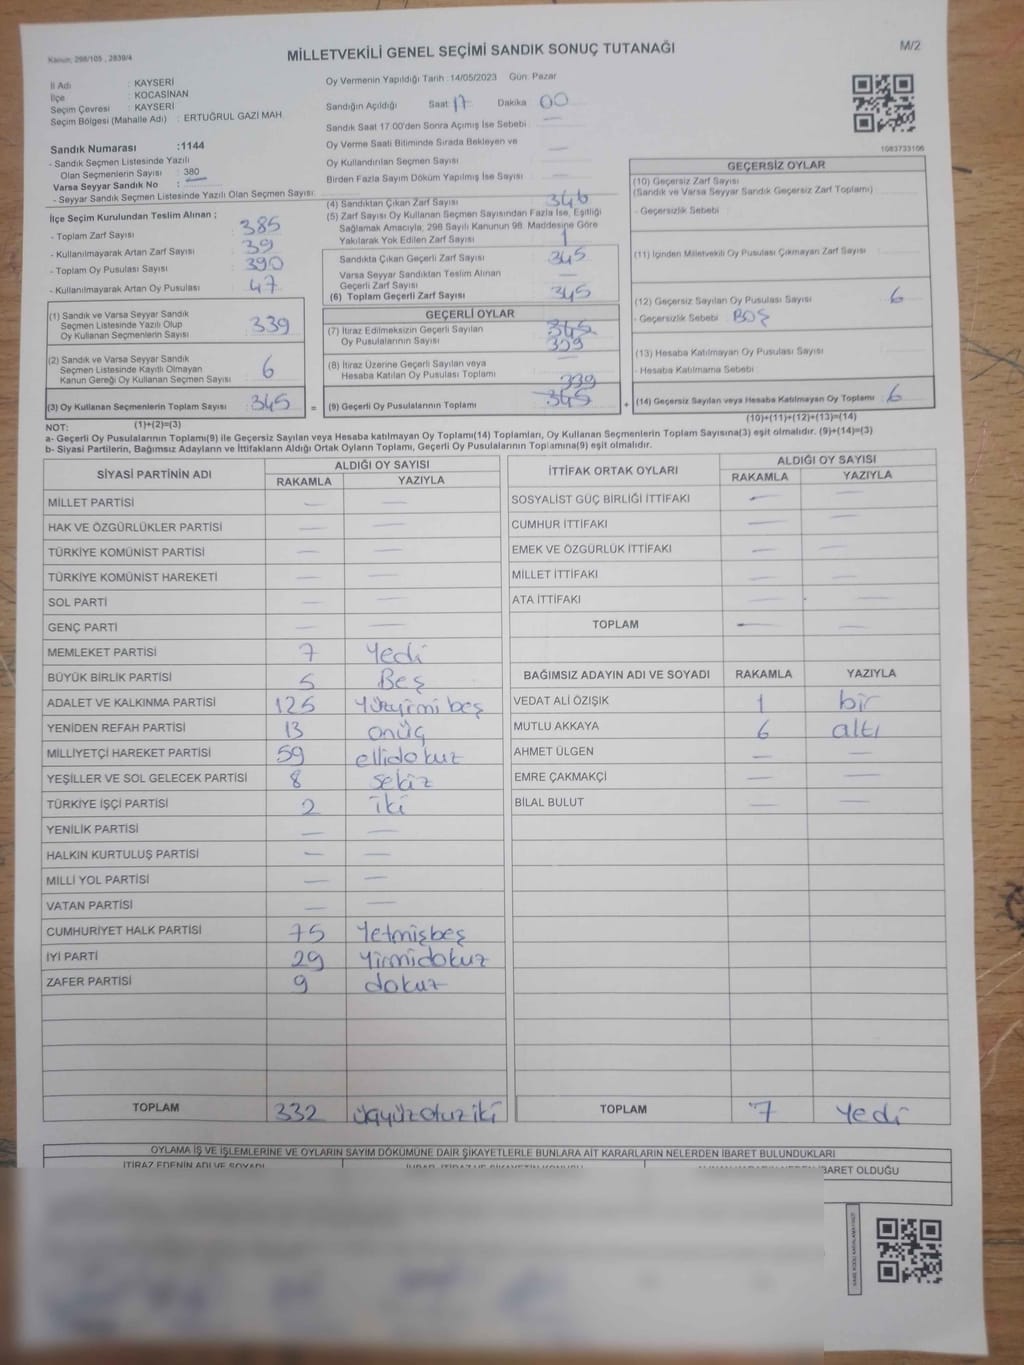 Kanun; 298/105 , 2839/4
MİLLETVEKİLİ GENEL SEÇİMİ SANDIK SONUÇ TUTANAĞI
M/2
İl Adı : KAYSERİ
İlçe : KOCASİNAN
Seçim Çevresi : KAYSERİ
Seçim Bölgesi (Mahalle Adı) : ERTUĞRUL GAZİ MAH.
Sandık Numarası :1144
- Sandık Seçmen Listesinde Yazılı
Olan Seçmenlerin Sayısı : 380
Varsa Seyyar Sandık No :
- Seyyar Sandık Seçmen Listesinde Yazılı Olan Seçmen Sayısı:
Oy Vermenin Yapıldığı Tarih :14/05/2023 Gün: Pazar
Sandığın Açıldığı Saat 17 Dakika 00
Sandık Saat 17.00'den Sonra Açımış İse Sebebi : —
Oy Verme Saati Bitiminde Sırada Bekleyen ve
Oy Kullandırılan Seçmen Sayısı —
Birden Fazla Sayım Döküm Yapılmış İse Sayısı : —
1083733106
İlçe Seçim Kurulundan Teslim Alınan ;
- Toplam Zarf Sayısı 385
- Kullanılmayarak Artan Zarf Sayısı 39
- Toplam Oy Pusulası Sayısı 390
- Kullanılmayarak Artan Oy Pusulası 47
(1) Sandık ve Varsa Seyyar Sandık
Seçmen Listesinde Yazılı Olup
Oy Kullanan Seçmenlerin Sayısı 339
(2) Sandık ve Varsa Seyyar Sandık
Seçmen Listesinde Kayıtlı Olmayan
Kanun Gereği Oy Kullanan Seçmen Sayısı 6
(3) Oy Kullanan Seçmenlerin Toplam Sayısı 345 =
(4) Sandıktan Çıkan Zarf Sayısı 346
(5) Zarf Sayısı Oy Kullanan Seçmen Sayısından Fazla İse, Eşitliği
Sağlamak Amacıyla, 298 Sayılı Kanunun 98. Maddesine Göre
Yakılarak Yok Edilen Zarf Sayısı 1
Sandıkta Çıkan Geçerli Zarf Sayısı 345
Varsa Seyyar Sandıktan Teslim Alınan
Geçerli Zarf Sayısı —
(6) Toplam Geçerli Zarf Sayısı 345
GEÇERLİ OYLAR
(7) İtiraz Edilmeksizin Geçerli Sayılan 345
Oy Pusulalarının Sayısı 339
(8) İtiraz Üzerine Geçerli Sayılan veya —
Hesaba Katılan Oy Pusulası Toplamı
339
(9) Geçerli Oy Pusulalarının Toplamı 345 +
GEÇERSİZ OYLAR
(10) Geçersiz Zarf Sayısı
(Sandık ve Varsa Seyyar Sandık Geçersiz Zarf Toplamı)
- Geçersizlik Sebebi :
(11) İçinden Milletvekili Oy Pusulası Çıkmayan Zarf Sayısı
(12) Geçersiz Sayılan Oy Pusulası Sayısı 6
- Geçersizlik Sebebi BOŞ
(13) Hesaba Katılmayan Oy Pusulası Sayısı
- Hesaba Katılmama Sebebi
(14) Geçersiz Sayılan veya Hesaba Katılmayan Oy Toplamı 6
NOT: (1)+(2)=(3) (10)+(11)+(12)+(13)=(14)
a- Geçerli Oy Pusulalarının Toplamı(9) ile Geçersiz Sayılan veya Hesaba katılmayan Oy Toplamı(14) Toplamları, Oy Kullanan Seçmenlerin Toplam Sayısına(3) eşit olmalıdır. (9)+(14)=(3)
b- Siyasi Partilerin, Bağımsız Adayların ve İttifakların Aldığı Ortak Oyların Toplamı, Geçerli Oy Pusulalarının Toplamına(9) eşit olmalıdır.
SİYASİ PARTİNİN ADI ALDIĞI OY SAYISI
RAKAMLA YAZIYLA
MİLLET PARTİSİ — —
HAK VE ÖZGÜRLÜKLER PARTİSİ — —
TÜRKİYE KOMÜNİST PARTİSİ — —
TÜRKİYE KOMÜNİST HAREKETİ — —
SOL PARTİ — —
GENÇ PARTİ — —
MEMLEKET PARTİSİ 7 Yedi
BÜYÜK BİRLİK PARTİSİ 5 Beş
ADALET VE KALKINMA PARTİSİ 125 Yüzyirmi beş
YENİDEN REFAH PARTİSİ 13 onüç
MİLLİYETÇİ HAREKET PARTİSİ 59 ellidokuz
YEŞİLLER VE SOL GELECEK PARTİSİ 8 sekiz
TÜRKİYE İŞÇİ PARTİSİ 2 iki
YENİLİK PARTİSİ — —
HALKIN KURTULUŞ PARTİSİ — —
MİLLİ YOL PARTİSİ — —
VATAN PARTİSİ — —
CUMHURİYET HALK PARTİSİ 75 Yetmişbeş
İYİ PARTİ 29 Yirmidokuz
ZAFER PARTİSİ 9 dokuz
TOPLAM 332 üçyüzotuz iki
İTTİFAK ORTAK OYLARI ALDIĞI OY SAYISI
RAKAMLA YAZIYLA
SOSYALİST GÜÇ BİRLİĞİ İTTİFAKI — —
CUMHUR İTTİFAKI — —
EMEK VE ÖZGÜRLÜK İTTİFAKI — —
MİLLET İTTİFAKI — —
ATA İTTİFAKI — —
TOPLAM — —
BAĞIMSIZ ADAYIN ADI VE SOYADI RAKAMLA YAZIYLA
VEDAT ALİ ÖZIŞIK 1 bir
MUTLU AKKAYA 6 altı
AHMET ÜLGEN — —
EMRE ÇAKMAKÇİ — —
BİLAL BULUT — —
TOPLAM 7 Yedi
OYLAMA İŞ VE İŞLEMLERİNE VE OYLARIN SAYIM DÖKÜMÜNE DAİR ŞİKAYETLERLE BUNLARA AİT KARARLARIN NELERDEN İBARET BULUNDUKLARI
İTİRAZ EDENİN ADI VE SOYADI
İBARET OLDUĞU